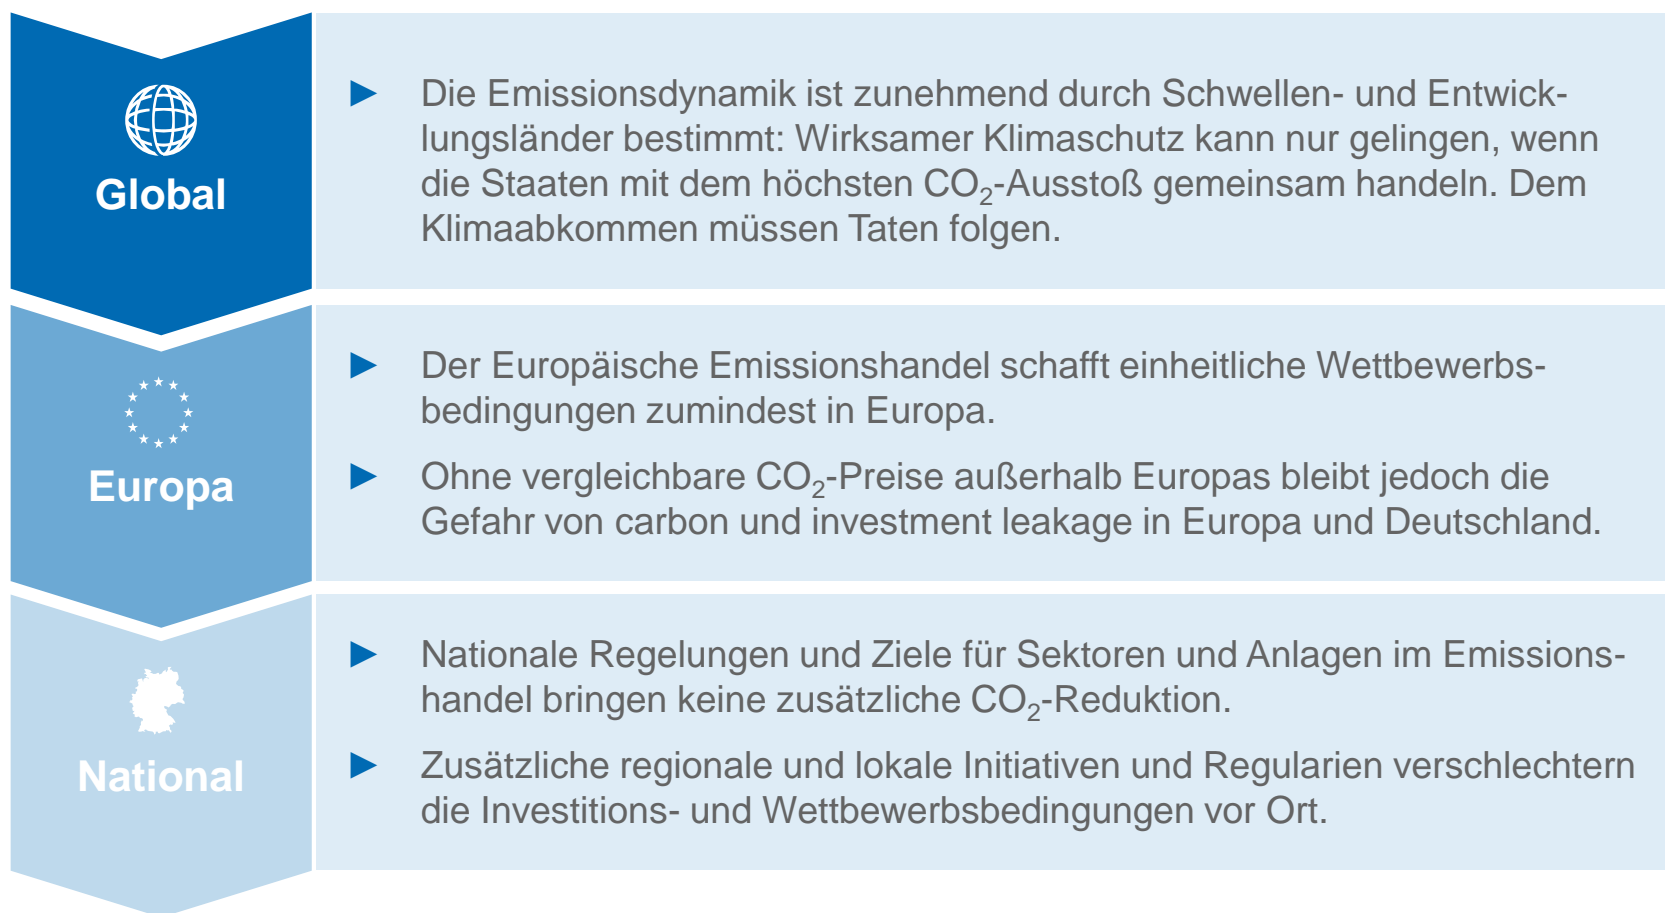 Global
Die Emissionsdynamik ist zunehmend durch Schwellen- und Entwick-
lungsländer bestimmt: Wirksamer Klimaschutz kann nur gelingen, wenn
die Staaten mit dem höchsten CO₂-Ausstoß gemeinsam handeln. Dem
Klimaabkommen müssen Taten folgen.
Europa
Der Europäische Emissionshandel schafft einheitliche Wettbewerbs-
bedingungen zumindest in Europa.
Ohne vergleichbare CO₂-Preise außerhalb Europas bleibt jedoch die
Gefahr von carbon und investment leakage in Europa und Deutschland.
National
Nationale Regelungen und Ziele für Sektoren und Anlagen im Emissions-
handel bringen keine zusätzliche CO₂-Reduktion.
Zusätzliche regionale und lokale Initiativen und Regularien verschlechtern
die Investitions- und Wettbewerbsbedingungen vor Ort.